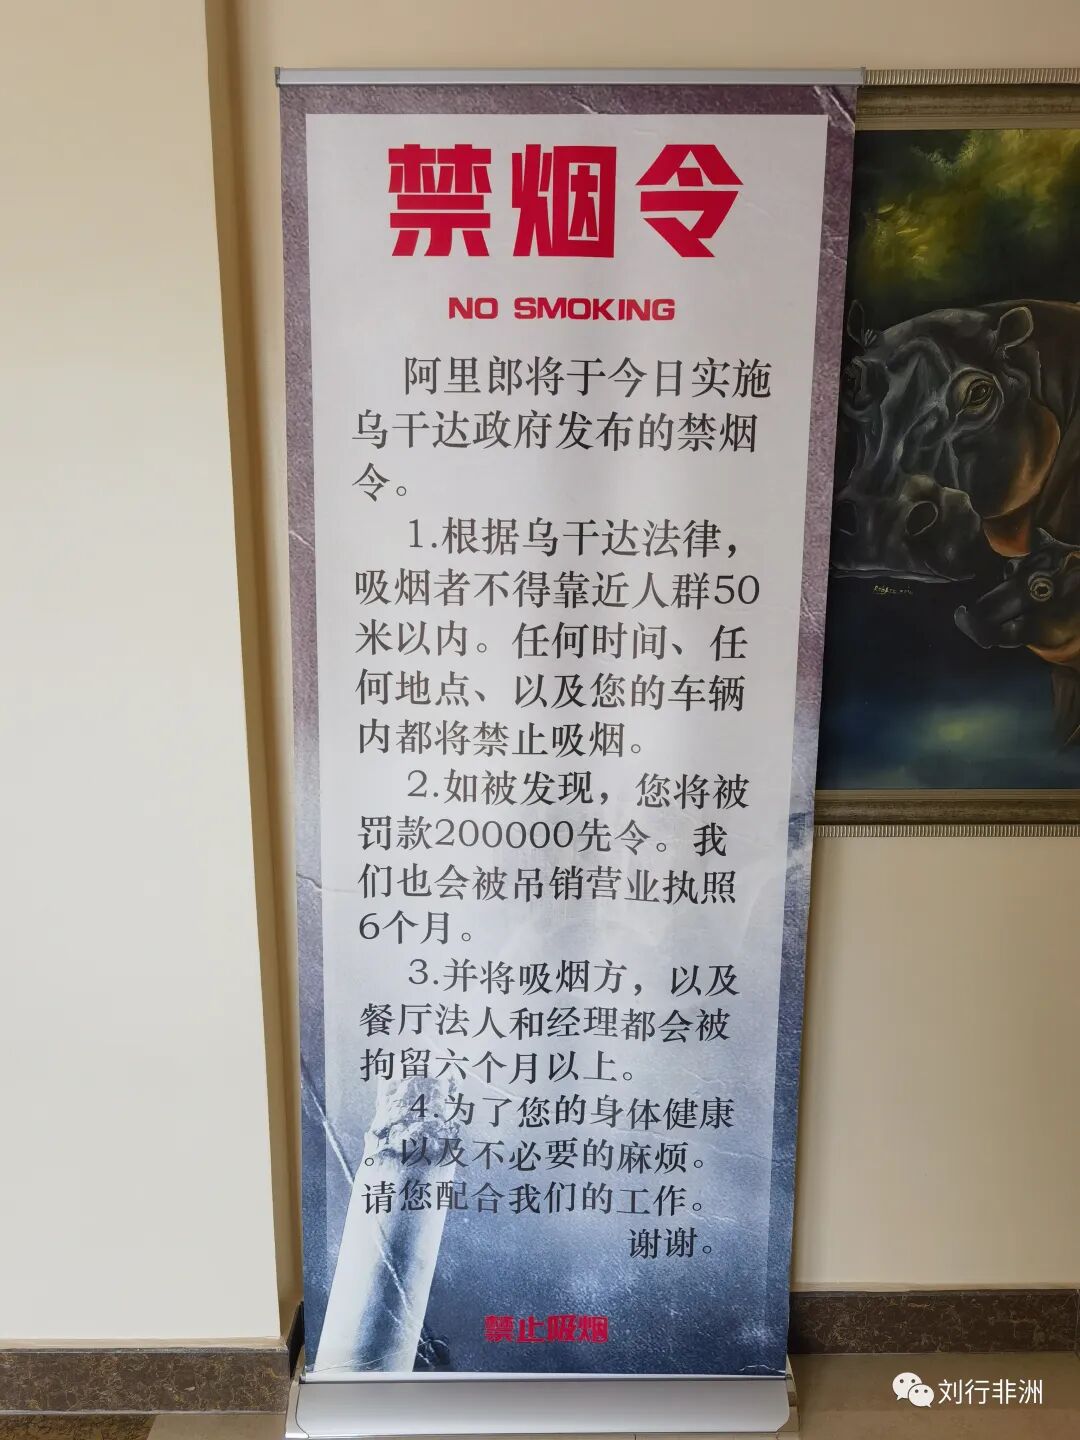 禁烟令
NO SMOKING
阿里郎将于今日实施
乌干达政府发布的禁烟
令。
1.根据乌干达法律，
吸烟者不得靠近人群50
米以内。任何时间、任
何地点、以及您的车辆
内都将禁止吸烟。
2.如被发现，您将被
罚款200000先令。我
们也会被吊销营业执照
6个月。
3.并将吸烟方，以及
餐厅法人和经理都会被
拘留六个月以上。
4.为了您的身体健康
。以及不必要的麻烦。
请您配合我们的工作。
谢谢。
禁止吸烟
刘行非洲